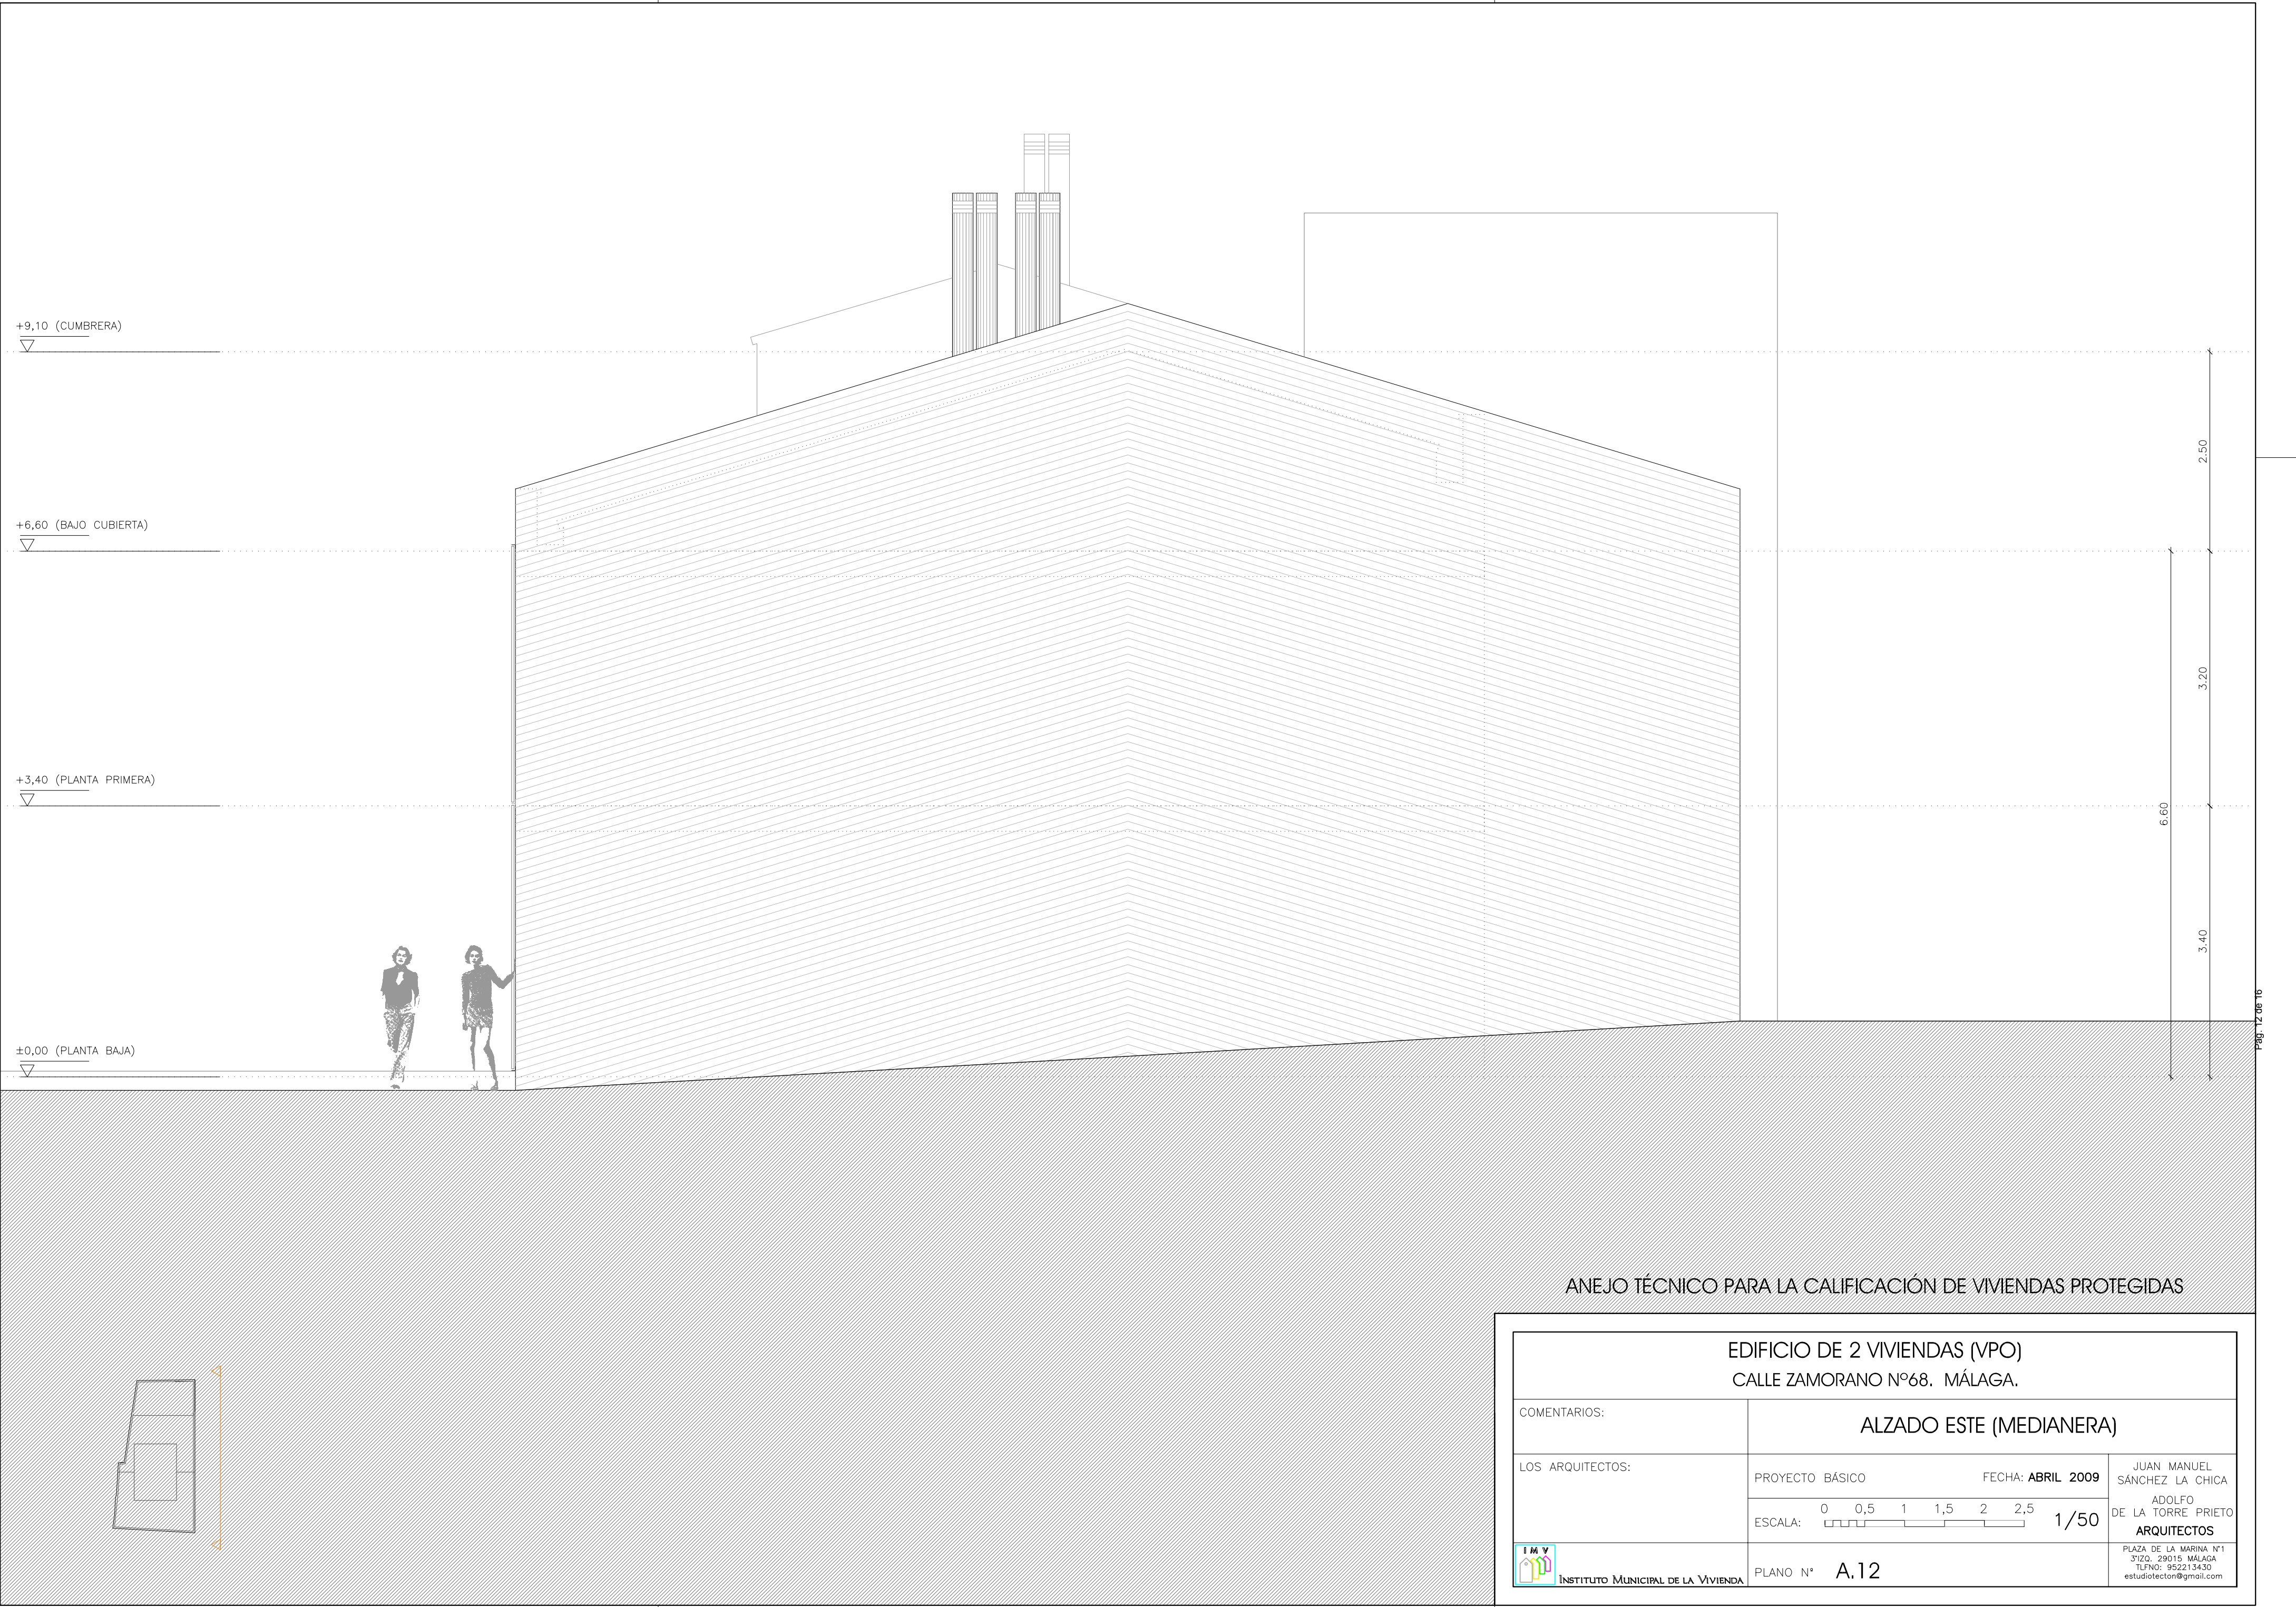 +9,10 (CUMBRERA)
+6,60 (BAJO CUBIERTA)
+3,40 (PLANTA PRIMERA)
±0,00 (PLANTA BAJA)
2.50
3.20
6.60
3.40
Pág. 12 de 16
ANEJO TÉCNICO PARA LA CALIFICACIÓN DE VIVIENDAS PROTEGIDAS
EDIFICIO DE 2 VIVIENDAS (VPO)
CALLE ZAMORANO Nº68. MÁLAGA.
COMENTARIOS:
ALZADO ESTE (MEDIANERA)
LOS ARQUITECTOS:
PROYECTO BÁSICO
FECHA: ABRIL 2009
ESCALA:
0 0,5 1 1,5 2 2,5
1/50
JUAN MANUEL
SÁNCHEZ LA CHICA
ADOLFO
DE LA TORRE PRIETO
ARQUITECTOS
IMV
INSTITUTO MUNICIPAL DE LA VIVIENDA
PLANO Nº A.12
PLAZA DE LA MARINA Nº1
3ºIZQ. 29015 MÁLAGA
TLFNO: 952213430
estudiotecton@gmail.com